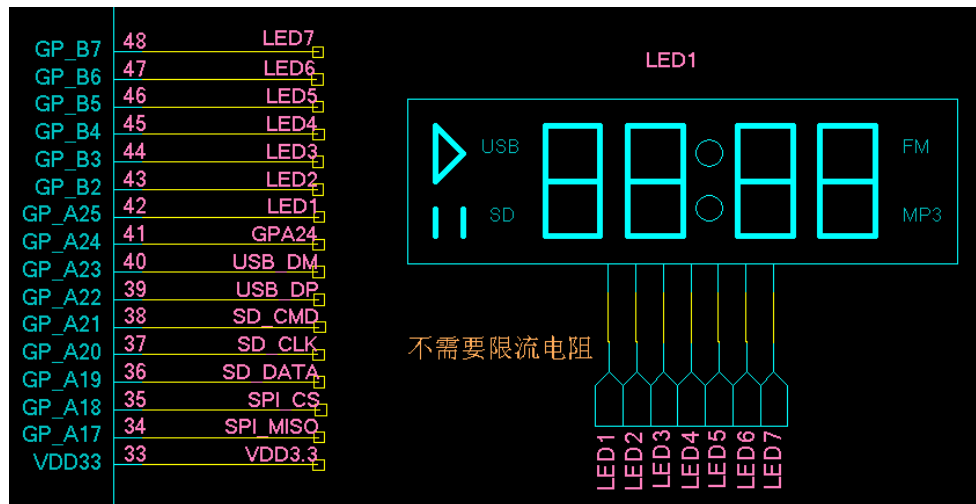 GP_B7 48 LED7
GP_B6 47 LED6
GP_B5 46 LED5
GP_B4 45 LED4
GP_B3 44 LED3
GP_B2 43 LED2
GP_A25 42 LED1
GP_A24 41 GPA24
GP_A23 40 USB_DM
GP_A22 39 USB_DP
GP_A21 38 SD_CMD
GP_A20 37 SD_CLK
GP_A19 36 SD_DATA
GP_A18 35 SPI_CS
GP_A17 34 SPI_MISO
VDD33 33 VDD3.3
LED1
USB
SD
88:88
FM
MP3
不需要限流电阻
LED1
LED2
LED3
LED4
LED5
LED6
LED7